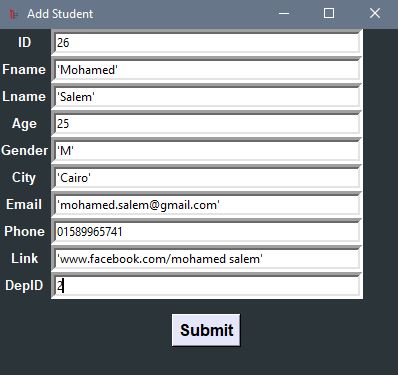 Add Student
ID 26
Fname 'Mohamed'
Lname 'Salem'
Age 25
Gender 'M'
City 'Cairo'
Email 'mohamed.salem@gmail.com'
Phone 01589965741
Link 'www.facebook.com/mohamed salem'
DepID 2
Submit